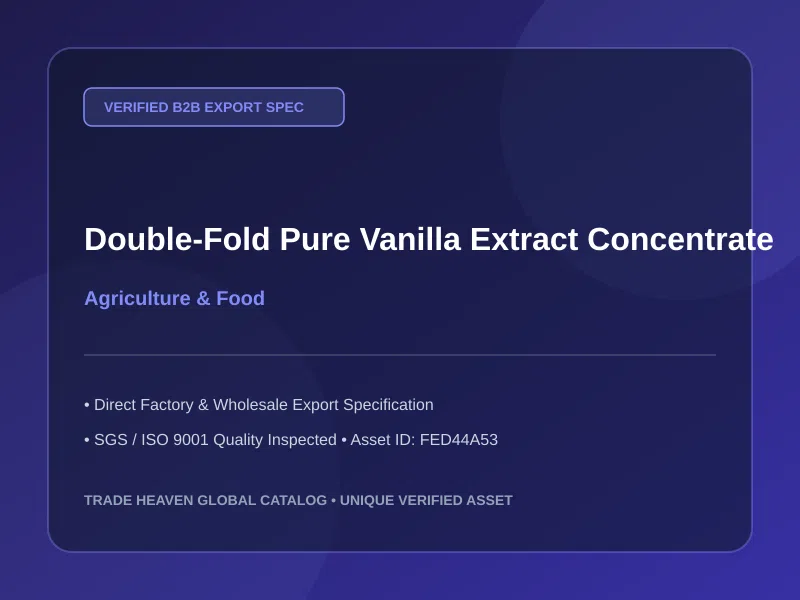 VERIFIED B2B EXPORT SPEC
Double-Fold Pure Vanilla Extract Concentrate
Agriculture & Food
• Direct Factory & Wholesale Export Specification
• SGS / ISO 9001 Quality Inspected • Asset ID: FED44A53
TRADE HEAVEN GLOBAL CATALOG • UNIQUE VERIFIED ASSET